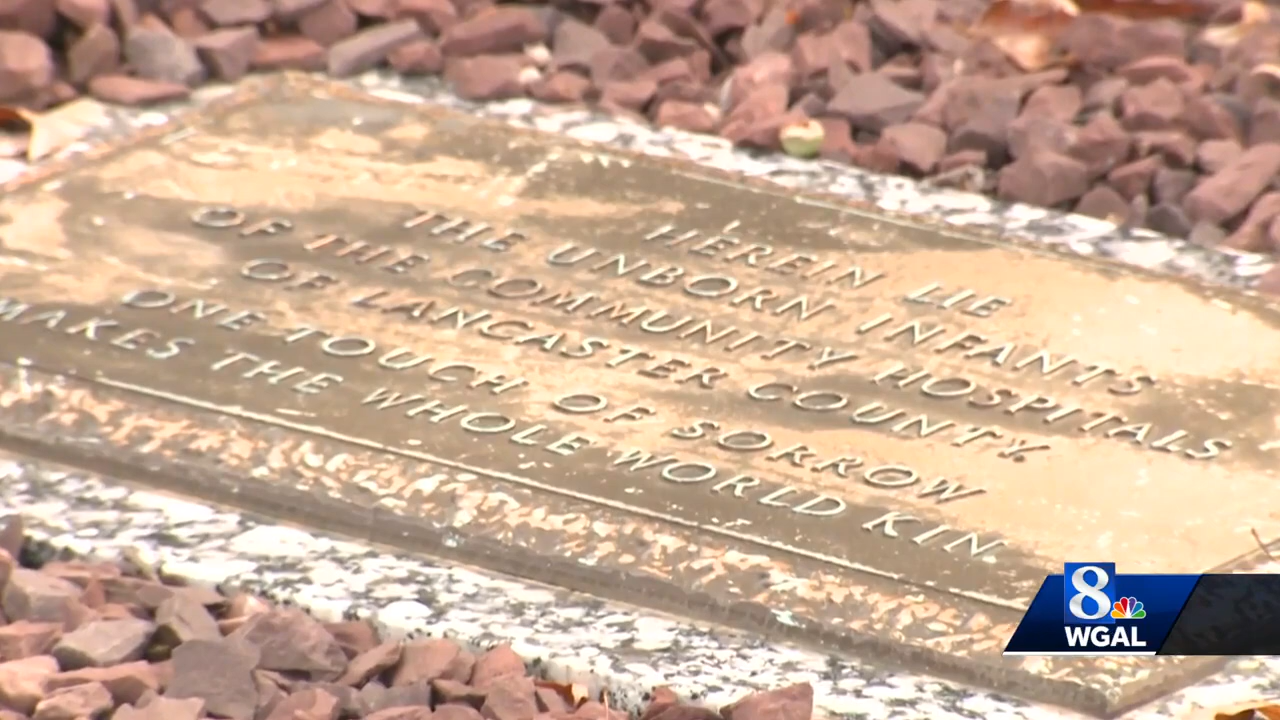 HEREIN LIE
THE UNBORN INFANTS
OF THE COMMUNITY HOSPITALS
OF LANCASTER COUNTY.
ONE TOUCH OF SORROW
MAKES THE WHOLE WORLD KIN
8
WGAL